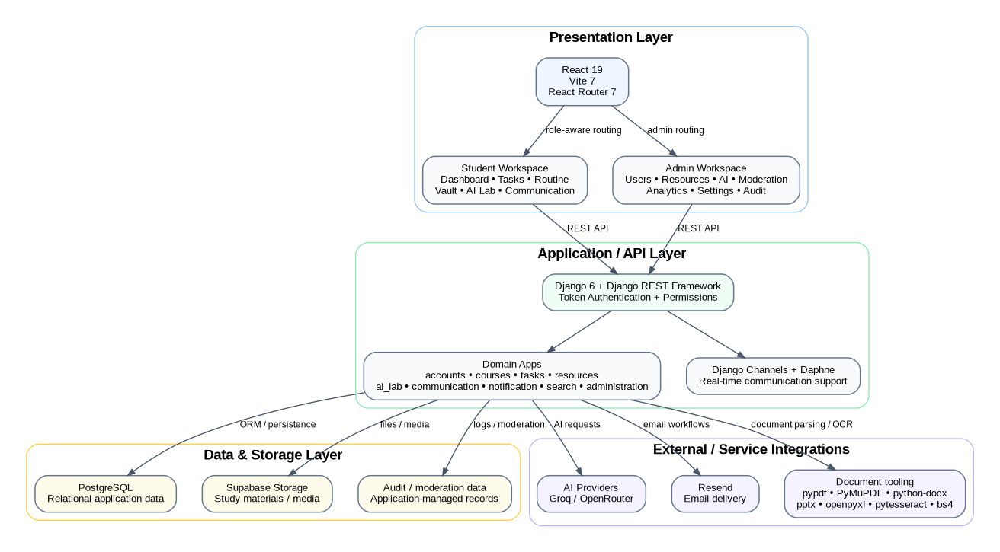 Presentation Layer
React 19
Vite 7
React Router 7
role-aware routing
admin routing
Student Workspace
Dashboard • Tasks • Routine
Vault • AI Lab • Communication
Admin Workspace
Users • Resources • AI • Moderation
Analytics • Settings • Audit
REST API
REST API
Application / API Layer
Django 6 + Django REST Framework
Token Authentication + Permissions
Domain Apps
accounts • courses • tasks • resources
ai_lab • communication • notification • search • administration
Django Channels + Daphne
Real-time communication support
ORM / persistence
files / media
logs / moderation
AI requests
email workflows
document parsing / OCR
Data & Storage Layer
PostgreSQL
Relational application data
Supabase Storage
Study materials / media
Audit / moderation data
Application-managed records
External / Service Integrations
AI Providers
Groq / OpenRouter
Resend
Email delivery
Document tooling
pypdf • PyMuPDF • python-docx
pptx • openpyxl • pytesseract • bs4